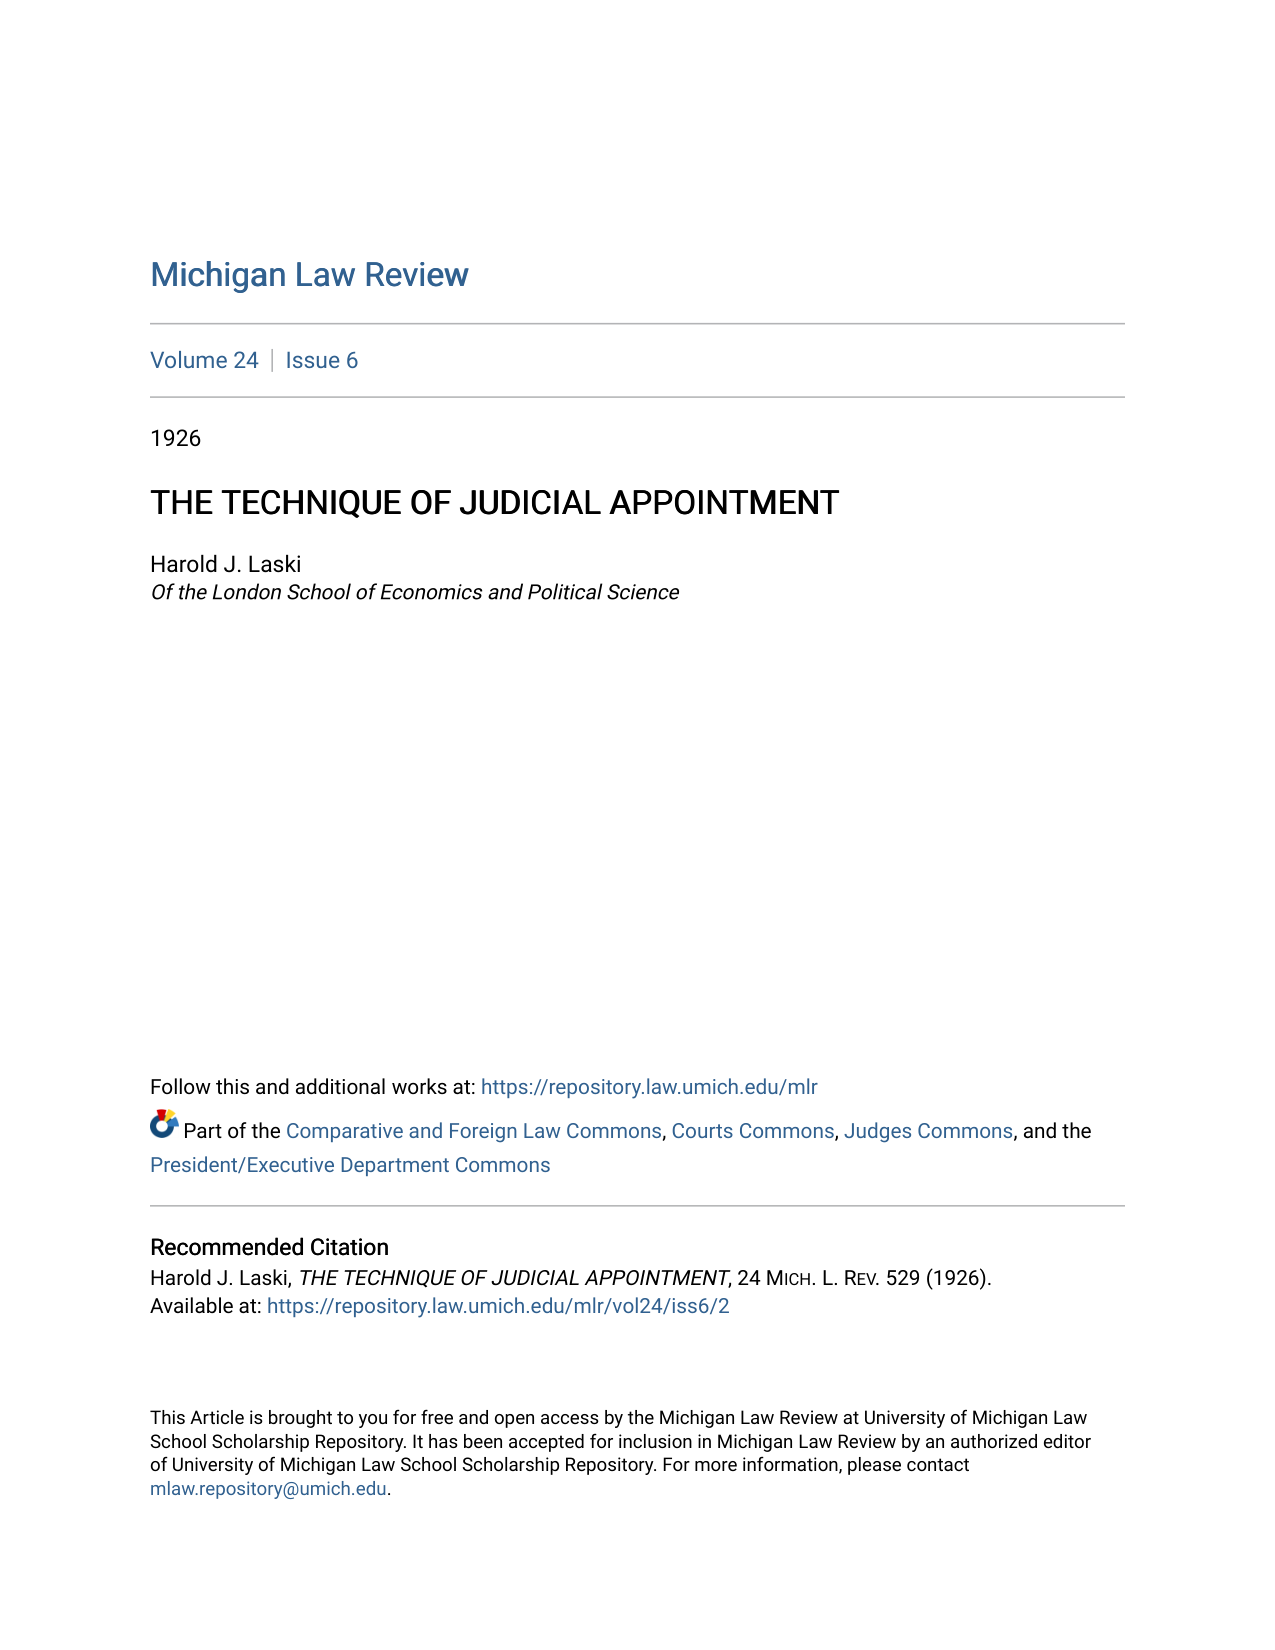 Michigan Law Review
Volume 24 | Issue 6
1926
THE TECHNIQUE OF JUDICIAL APPOINTMENT
Harold J. Laski
Of the London School of Economics and Political Science
Follow this and additional works at: https://repository.law.umich.edu/mlr
Part of the Comparative and Foreign Law Commons, Courts Commons, Judges Commons, and the
President/Executive Department Commons
Recommended Citation
Harold J. Laski, THE TECHNIQUE OF JUDICIAL APPOINTMENT, 24 MICH. L. REV. 529 (1926).
Available at: https://repository.law.umich.edu/mlr/vol24/iss6/2
This Article is brought to you for free and open access by the Michigan Law Review at University of Michigan Law
School Scholarship Repository. It has been accepted for inclusion in Michigan Law Review by an authorized editor
of University of Michigan Law School Scholarship Repository. For more information, please contact
mlaw.repository@umich.edu.